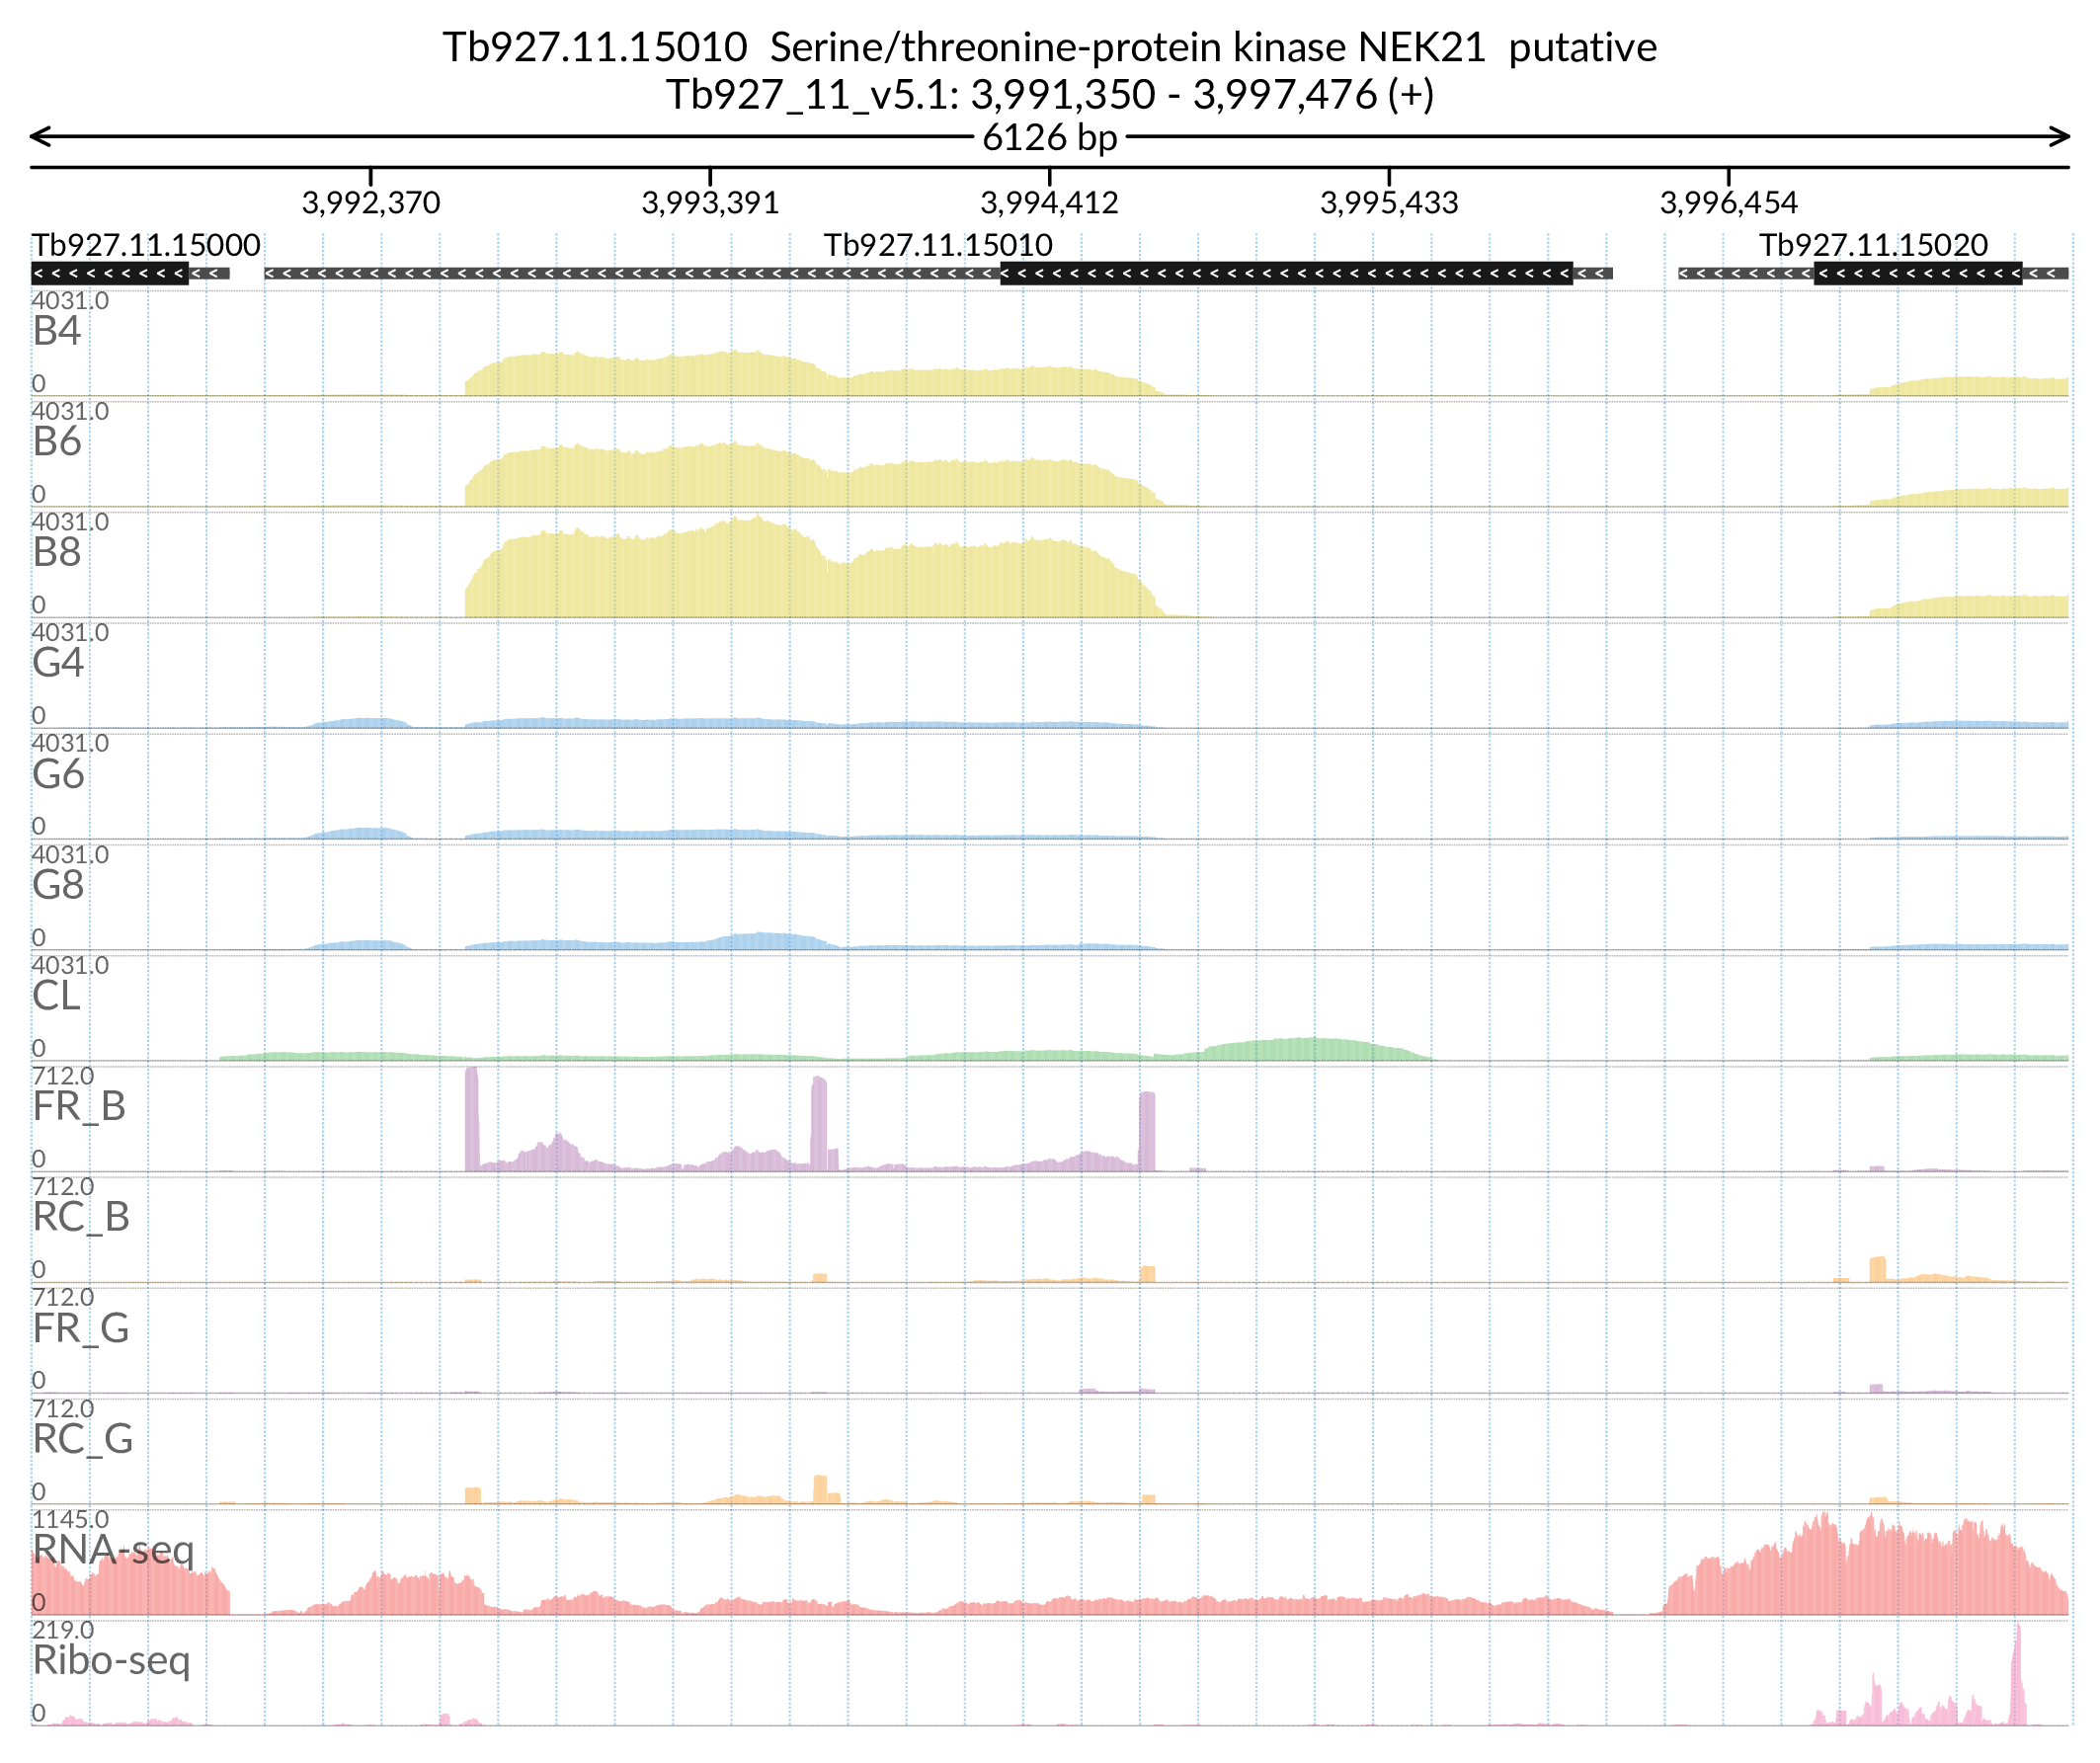 Tb927.11.15010  Serine/threonine-protein kinase NEK21  putative
Tb927_11_v5.1: 3,991,350 - 3,997,476 (+)
6126 bp
3,992,370 3,993,391 3,994,412 3,995,433 3,996,454
Tb927.11.15000 Tb927.11.15010 Tb927.11.15020
4031.0
B4
0
4031.0
B6
0
4031.0
B8
0
4031.0
G4
0
4031.0
G6
0
4031.0
G8
0
4031.0
CL
0
712.0
FR_B
0
712.0
RC_B
0
712.0
FR_G
0
712.0
RC_G
0
1145.0
RNA-seq
0
219.0
Ribo-seq
0